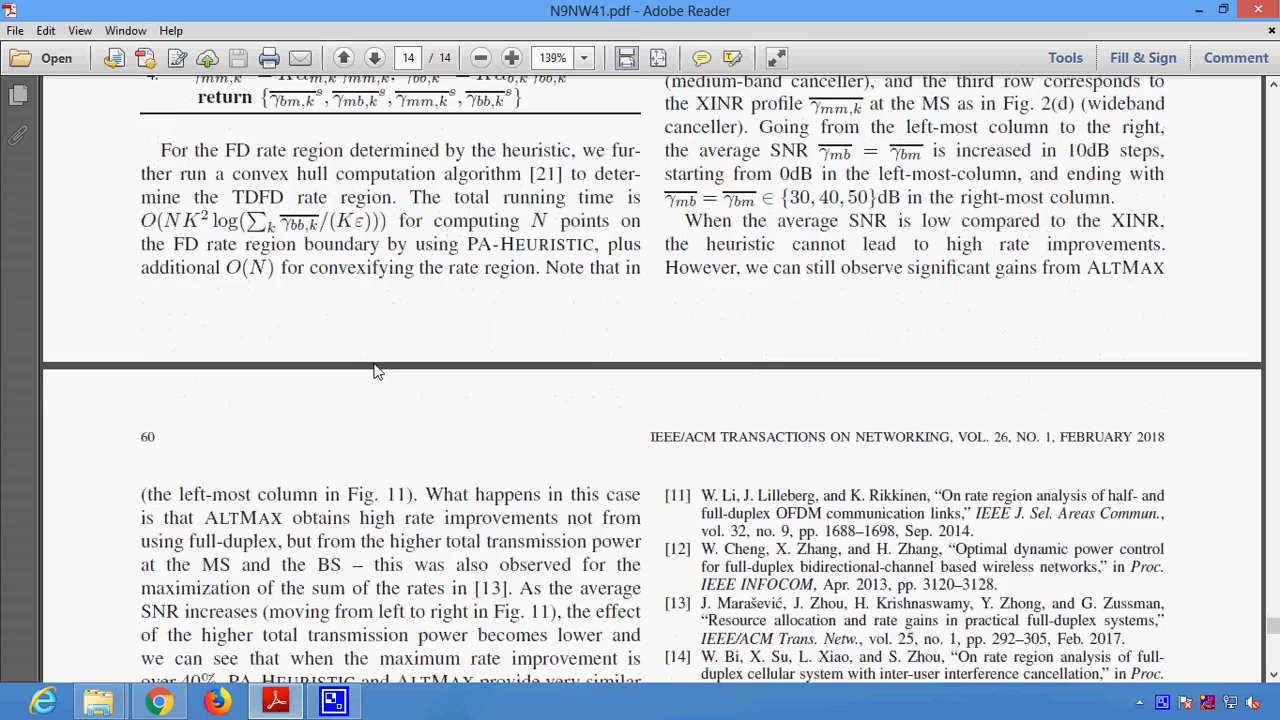 N9NW41.pdf - Adobe Reader
File Edit View Window Help
Open 14 / 14 139% Tools Fill & Sign Comment
return {γbm,k^s, γmb,k^s, γmm,k^s, γbb,k^s}
For the FD rate region determined by the heuristic, we fur-
ther run a convex hull computation algorithm [21] to deter-
mine the TDFD rate region. The total running time is
O(NK² log(∑k γbb,k/(Kε))) for computing N points on
the FD rate region boundary by using PA-HEURISTIC, plus
additional O(N) for convexifying the rate region. Note that in
(medium-band canceller), and the third row corresponds to
the XINR profile γmm,k at the MS as in Fig. 2(d) (wideband
canceller). Going from the left-most column to the right,
the average SNR γmb = γbm is increased in 10dB steps,
starting from 0dB in the left-most-column, and ending with
γmb = γbm ∈ {30, 40, 50}dB in the right-most column.
When the average SNR is low compared to the XINR,
the heuristic cannot lead to high rate improvements.
However, we can still observe significant gains from ALTMAX
60 IEEE/ACM TRANSACTIONS ON NETWORKING, VOL. 26, NO. 1, FEBRUARY 2018
(the left-most column in Fig. 11). What happens in this case
is that ALTMAX obtains high rate improvements not from
using full-duplex, but from the higher total transmission power
at the MS and the BS – this was also observed for the
maximization of the sum of the rates in [13]. As the average
SNR increases (moving from left to right in Fig. 11), the effect
of the higher total transmission power becomes lower and
we can see that when the maximum rate improvement is
over 40%, PA-HEURISTIC and ALTMAX provide very similar
[11] W. Li, J. Lilleberg, and K. Rikkinen, “On rate region analysis of half- and
full-duplex OFDM communication links,” IEEE J. Sel. Areas Commun.,
vol. 32, no. 9, pp. 1688–1698, Sep. 2014.
[12] W. Cheng, X. Zhang, and H. Zhang, “Optimal dynamic power control
for full-duplex bidirectional-channel based wireless networks,” in Proc.
IEEE INFOCOM, Apr. 2013, pp. 3120–3128.
[13] J. Marašević, J. Zhou, H. Krishnaswamy, Y. Zhong, and G. Zussman,
“Resource allocation and rate gains in practical full-duplex systems,”
IEEE/ACM Trans. Netw., vol. 25, no. 1, pp. 292–305, Feb. 2017.
[14] W. Bi, X. Su, L. Xiao, and S. Zhou, “On rate region analysis of full-
duplex cellular system with inter-user interference cancellation,” in Proc.